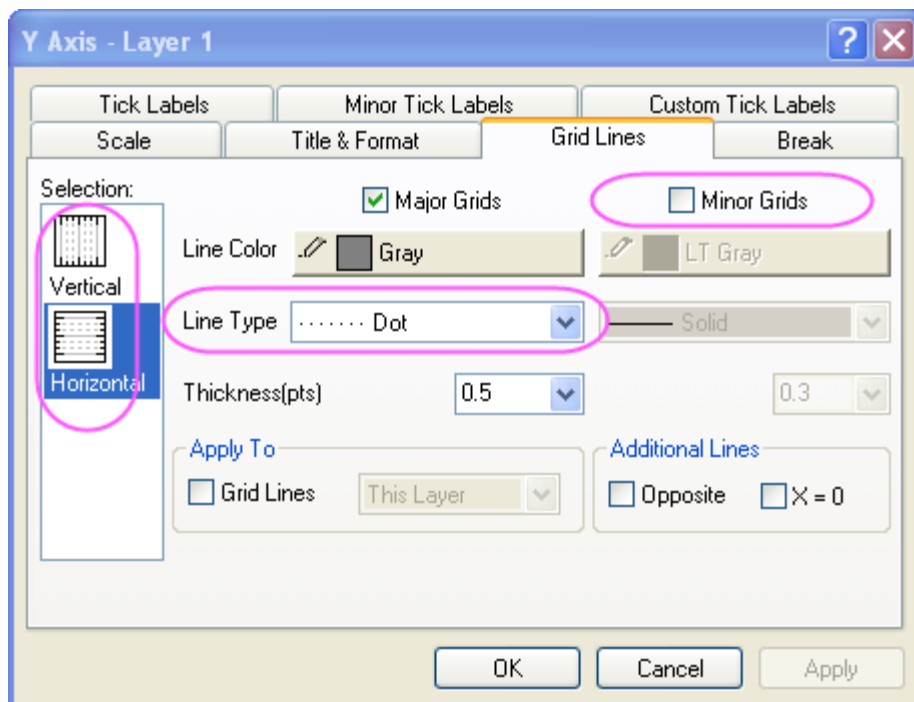 Y Axis - Layer 1
Tick Labels Minor Tick Labels Custom Tick Labels
Scale Title & Format Grid Lines Break
Selection:
Major Grids Minor Grids
Vertical
Line Color Gray LT Gray
Line Type Dot Solid
Horizontal
Thickness(pts) 0.5 0.3
Apply To Additional Lines
Grid Lines This Layer Opposite X = 0
OK Cancel Apply